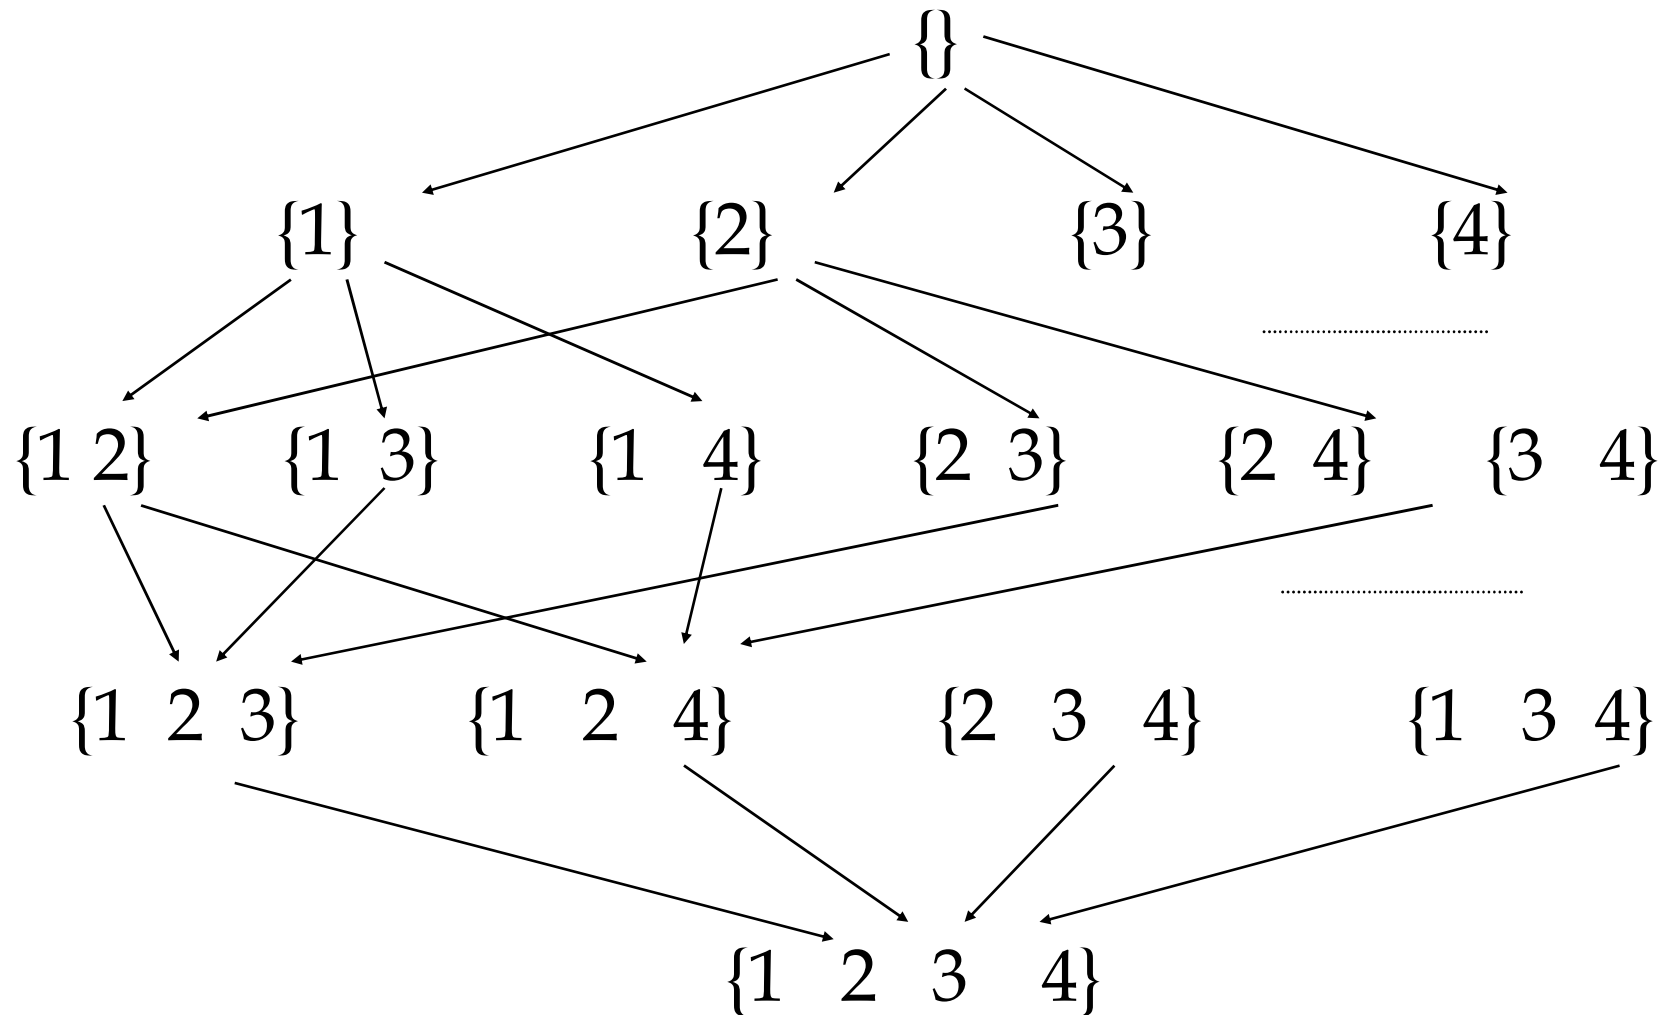 {}
{1} {2} {3} {4}
{1 2} {1 3} {1 4} {2 3} {2 4} {3 4}
{1 2 3} {1 2 4} {2 3 4} {1 3 4}
{1 2 3 4}